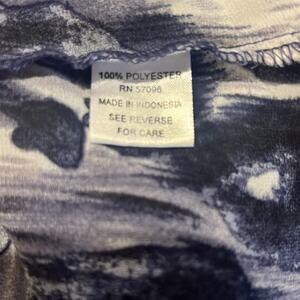 100% POLYESTER
RN 57096
MADE IN INDONESIA
SEE REVERSE
FOR CARE